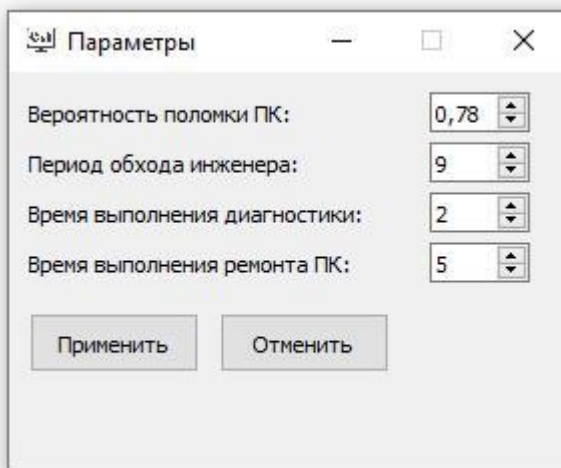 Параметры
Вероятность поломки ПК: 0,78
Период обхода инженера: 9
Время выполнения диагностики: 2
Время выполнения ремонта ПК: 5
Применить Отменить